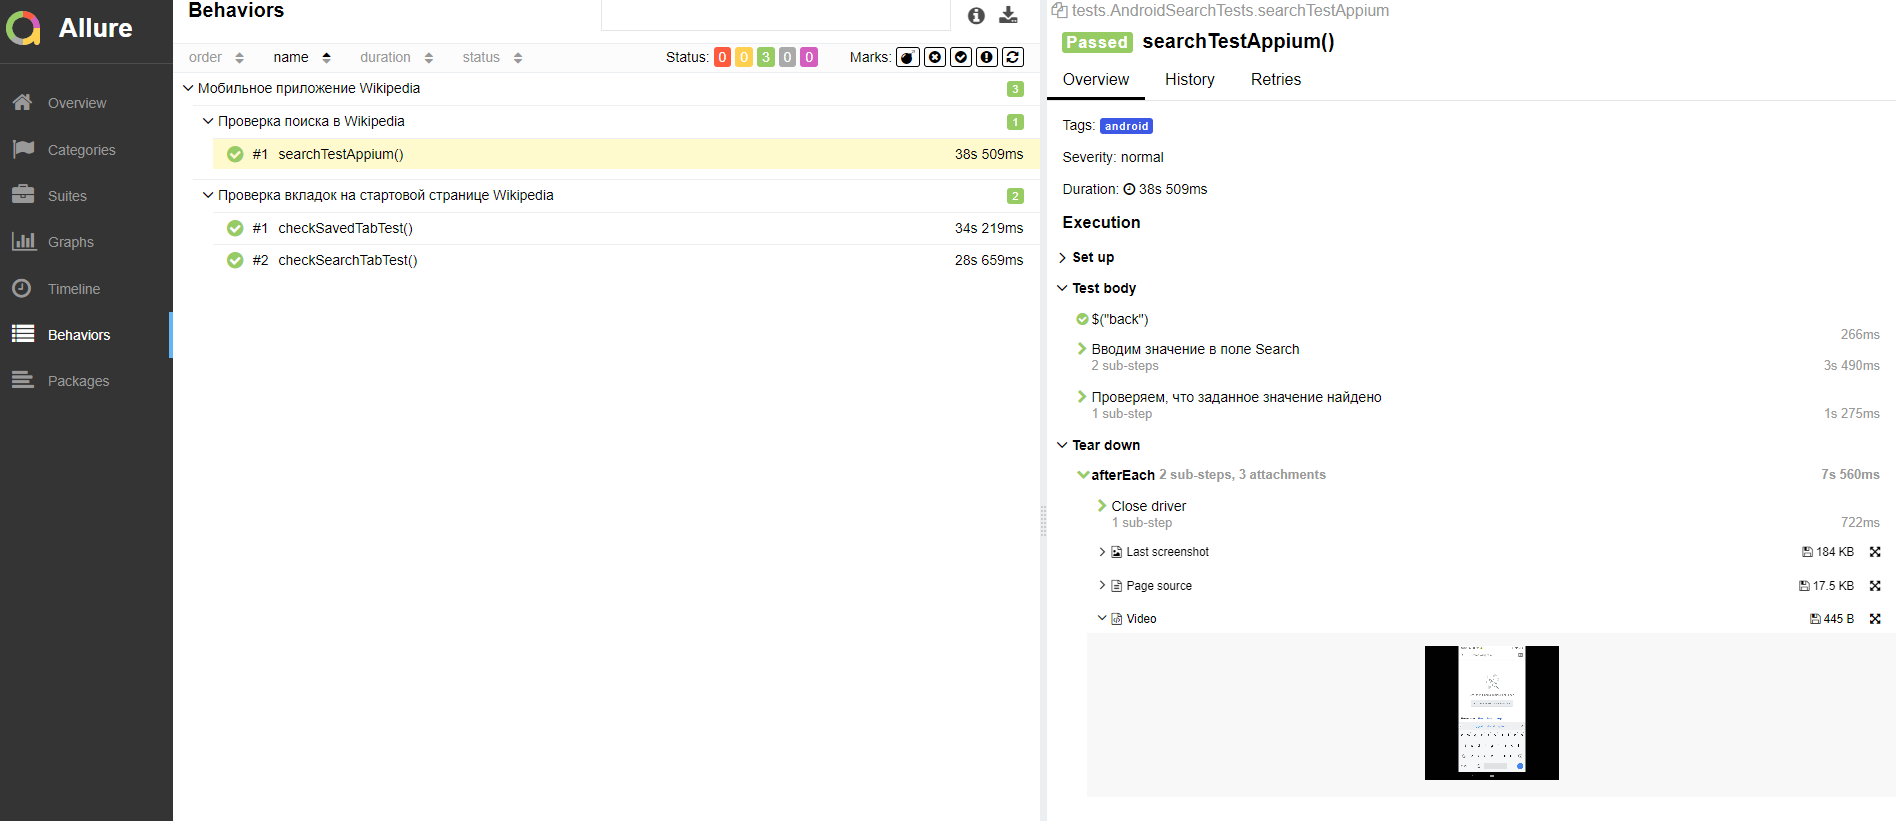 Allure
Overview
Categories
Suites
Graphs
Timeline
Behaviors
Packages
Behaviors
order name duration status Status: 0 0 3 0 0 Marks:
Мобильное приложение Wikipedia 3
Проверка поиска в Wikipedia 1
#1 searchTestAppium() 38s 509ms
Проверка вкладок на стартовой странице Wikipedia 2
#1 checkSavedTabTest() 34s 219ms
#2 checkSearchTabTest() 28s 659ms
tests.AndroidSearchTests.searchTestAppium
Passed searchTestAppium()
Overview History Retries
Tags: android
Severity: normal
Duration: 38s 509ms
Execution
Set up
Test body
$("back")
266ms
Вводим значение в поле Search
2 sub-steps 3s 490ms
Проверяем, что заданное значение найдено
1 sub-step 1s 275ms
Tear down
afterEach 2 sub-steps, 3 attachments 7s 560ms
Close driver
1 sub-step 722ms
Last screenshot 184 KB
Page source 17.5 KB
Video 445 B